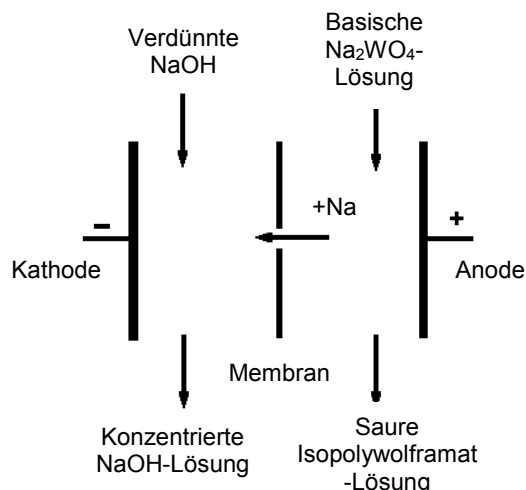 Verdünnte
NaOH
Basische
Na₂WO₄-
Lösung
–
+Na
+
Kathode
Anode
Membran
Konzentrierte
NaOH-Lösung
Saure
Isopolywolframat
-Lösung